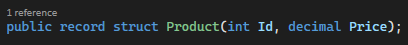 1 reference
public record struct Product(int Id, decimal Price);